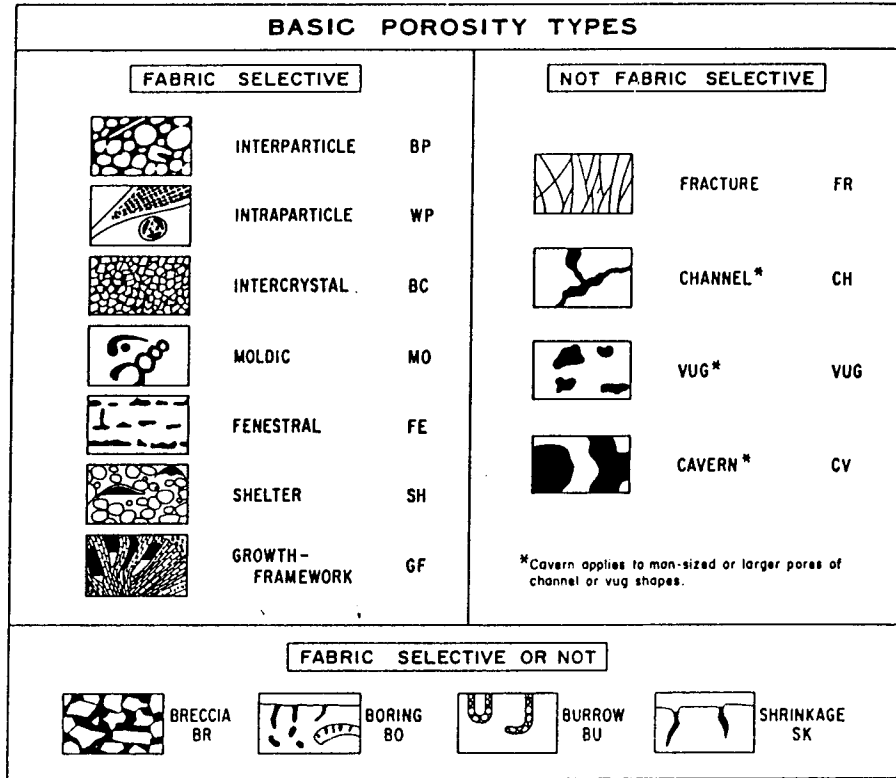 BASIC POROSITY TYPES
FABRIC SELECTIVE
INTERPARTICLE BP
INTRAPARTICLE WP
INTERCRYSTAL BC
MOLDIC MO
FENESTRAL FE
SHELTER SH
GROWTH-
FRAMEWORK GF
NOT FABRIC SELECTIVE
FRACTURE FR
CHANNEL* CH
VUG* VUG
CAVERN* CV
*Cavern applies to man-sized or larger pores of
channel or vug shapes.
FABRIC SELECTIVE OR NOT
BRECCIA
BR
BORING
BO
BURROW
BU
SHRINKAGE
SK